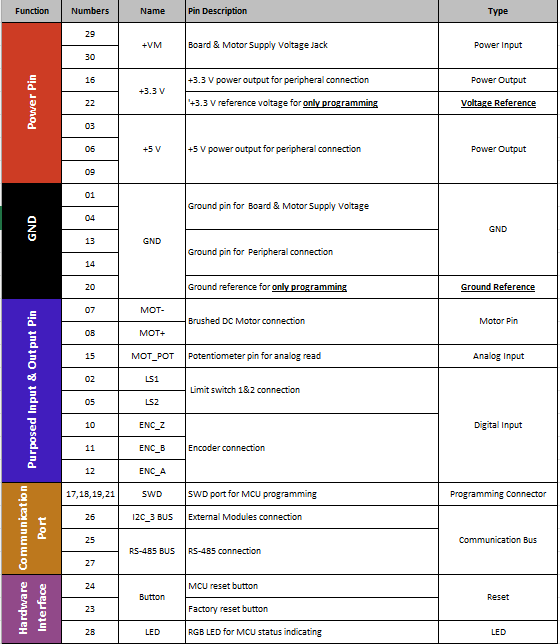 Function Numbers Name Pin Description Type
Power Pin
29
+VM Board & Motor Supply Voltage Jack Power Input
30
16 +3.3 V power output for peripheral connection Power Output
+3.3 V
22 '+3.3 V reference voltage for only programming Voltage Reference
03
06 +5 V +5 V power output for peripheral connection Power Output
09
GND
01
Ground pin for Board & Motor Supply Voltage
04
GND GND
13
Ground pin for Peripheral connection
14
20 Ground reference for only programming Ground Reference
Purposed Input & Output Pin
07 MOT-
Brushed DC Motor connection Motor Pin
08 MOT+
15 MOT_POT Potentiometer pin for analog read Analog Input
02 LS1
Limit switch 1&2 connection
05 LS2
Digital Input
10 ENC_Z
11 ENC_B Encoder connection
12 ENC_A
Communication
Port
17,18,19,21 SWD SWD port for MCU programming Programming Connector
26 I2C_3 BUS External Modules connection
25
Communication Bus
RS-485 BUS RS-485 connection
27
Hardware
Interface
24 MCU reset button
Button Reset
23 Factory reset button
28 LED RGB LED for MCU status indicating LED